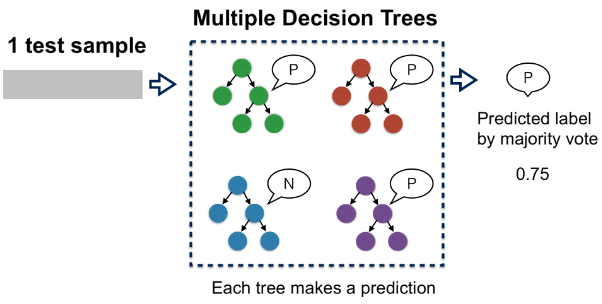 Multiple Decision Trees
1 test sample
P
P
N
P
P
Predicted label
by majority vote
0.75
Each tree makes a prediction